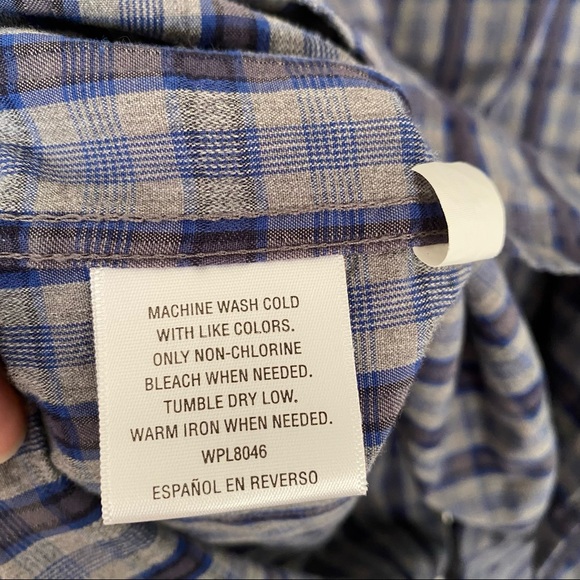 MACHINE WASH COLD
WITH LIKE COLORS.
ONLY NON-CHLORINE
BLEACH WHEN NEEDED.
TUMBLE DRY LOW.
WARM IRON WHEN NEEDED.
WPL8046
ESPAÑOL EN REVERSO